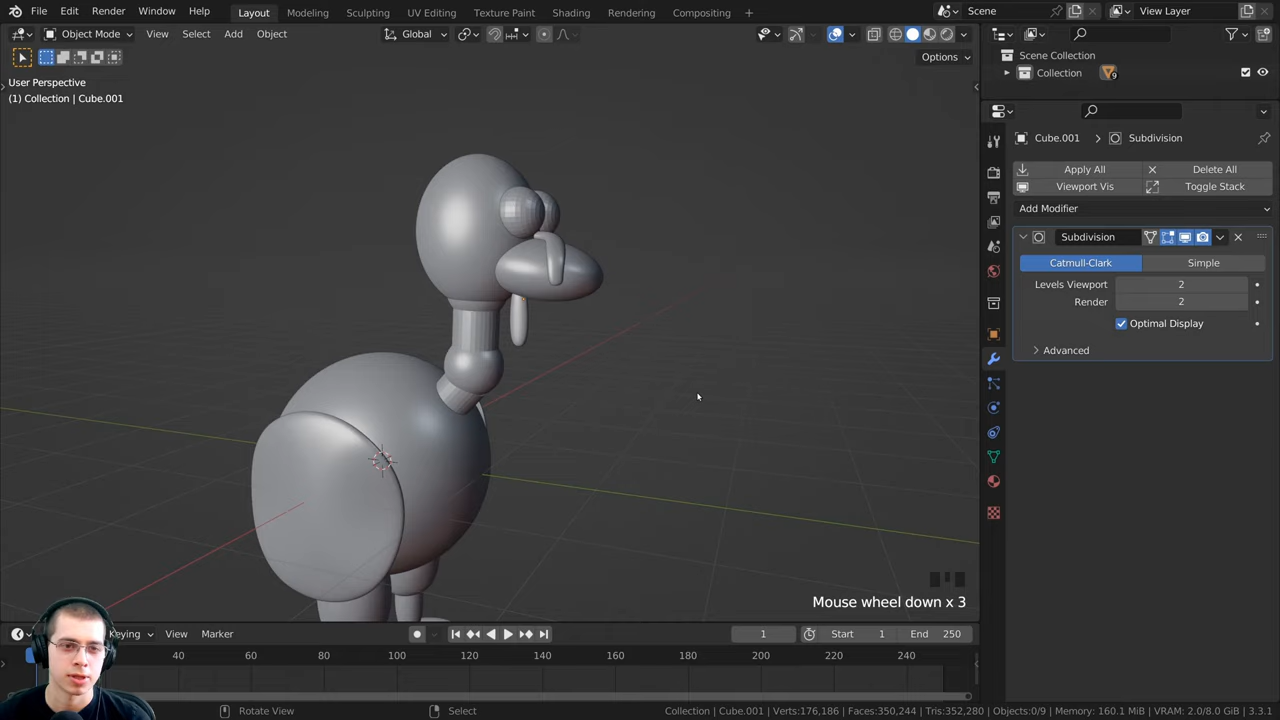 File Edit Render Window Help Layout Modeling Sculpting UV Editing Texture Paint Shading Rendering Compositing Scene View Layer
Object Mode View Select Add Object Global
Options
User Perspective
(1) Collection | Cube.001
Scene Collection
Collection 9
Cube.001 Subdivision
Apply All Delete All
Viewport Vis Toggle Stack
Add Modifier
Subdivision
Catmull-Clark Simple
Levels Viewport 2
Render 2
Optimal Display
Advanced
Mouse wheel down x 3
Keying View Marker 1 Start 1 End 250
40 60 80 100 120 140 160 180 200 220 240
Rotate View Select Collection | Cube.001 | Verts:176,186 | Faces:350,244 | Tris:352,280 | Objects:0/9 | Memory: 160.1 MiB | VRAM: 2.0/8.0 GiB | 3.3.1